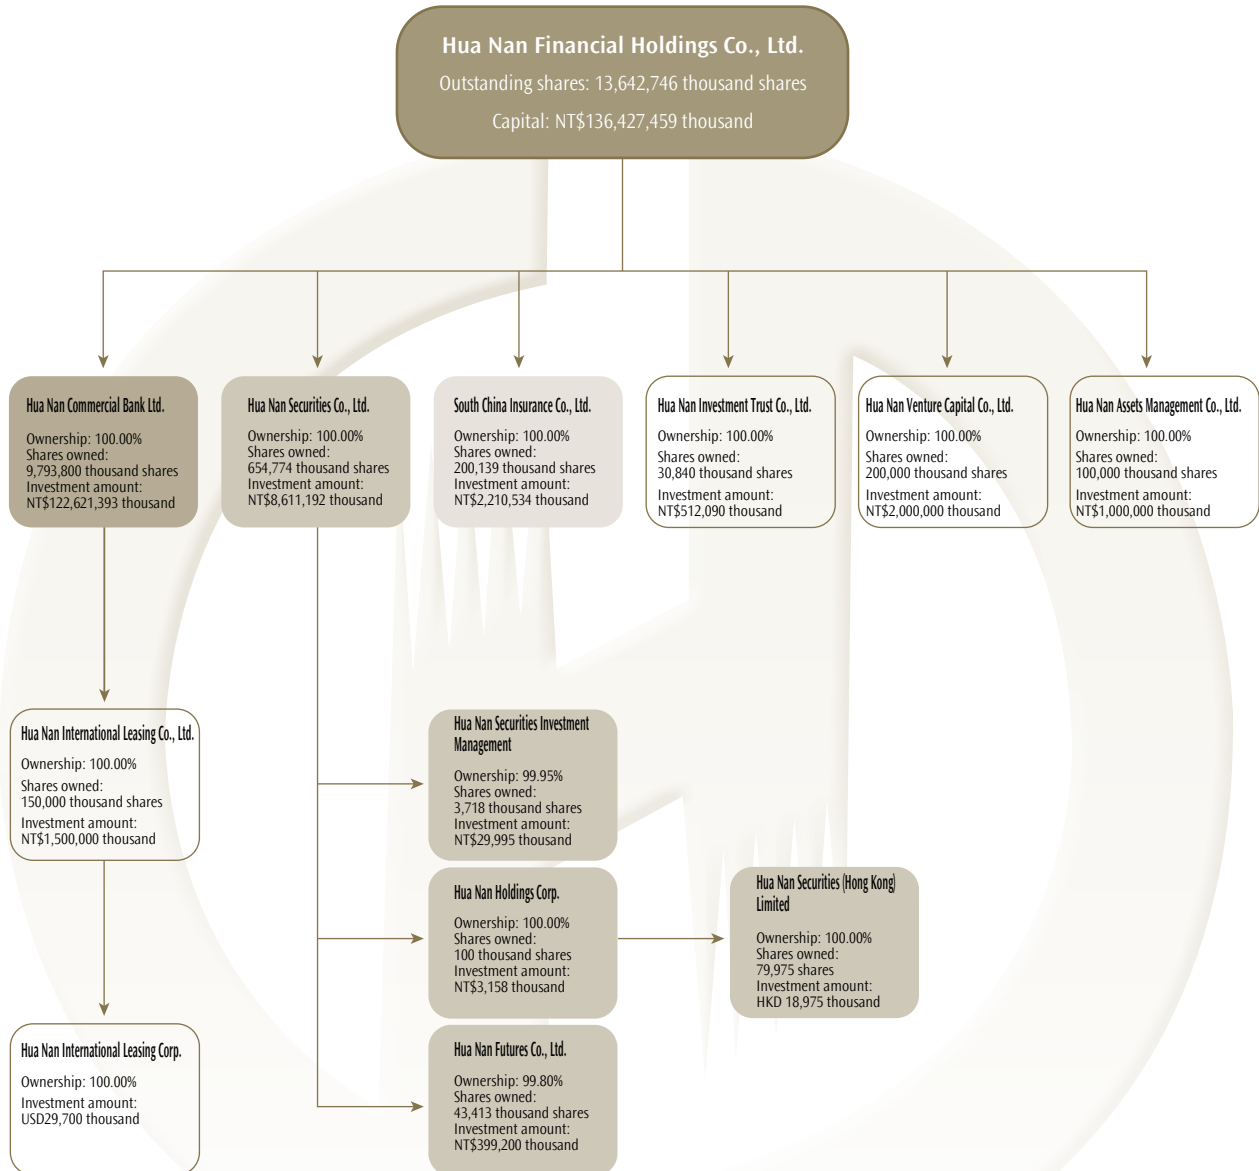 Hua Nan Financial Holdings Co., Ltd.
Outstanding shares: 13,642,746 thousand shares
Capital: NT$136,427,459 thousand
Hua Nan Commercial Bank Ltd.
Ownership: 100.00%
Shares owned:
9,793,800 thousand shares
Investment amount:
NT$122,621,393 thousand
Hua Nan Securities Co., Ltd.
Ownership: 100.00%
Shares owned:
654,774 thousand shares
Investment amount:
NT$8,611,192 thousand
South China Insurance Co., Ltd.
Ownership: 100.00%
Shares owned:
200,139 thousand shares
Investment amount:
NT$2,210,534 thousand
Hua Nan Investment Trust Co., Ltd.
Ownership: 100.00%
Shares owned:
30,840 thousand shares
Investment amount:
NT$512,090 thousand
Hua Nan Venture Capital Co., Ltd.
Ownership: 100.00%
Shares owned:
200,000 thousand shares
Investment amount:
NT$2,000,000 thousand
Hua Nan Assets Management Co., Ltd.
Ownership: 100.00%
Shares owned:
100,000 thousand shares
Investment amount:
NT$1,000,000 thousand
Hua Nan International Leasing Co., Ltd.
Ownership: 100.00%
Shares owned:
150,000 thousand shares
Investment amount:
NT$1,500,000 thousand
Hua Nan Securities Investment
Management
Ownership: 99.95%
Shares owned:
3,718 thousand shares
Investment amount:
NT$29,995 thousand
Hua Nan Holdings Corp.
Ownership: 100.00%
Shares owned:
100 thousand shares
Investment amount:
NT$3,158 thousand
Hua Nan Securities (Hong Kong)
Limited
Ownership: 100.00%
Shares owned:
79,975 shares
Investment amount:
HKD 18,975 thousand
Hua Nan International Leasing Corp.
Ownership: 100.00%
Investment amount:
USD29,700 thousand
Hua Nan Futures Co., Ltd.
Ownership: 99.80%
Shares owned:
43,413 thousand shares
Investment amount:
NT$399,200 thousand